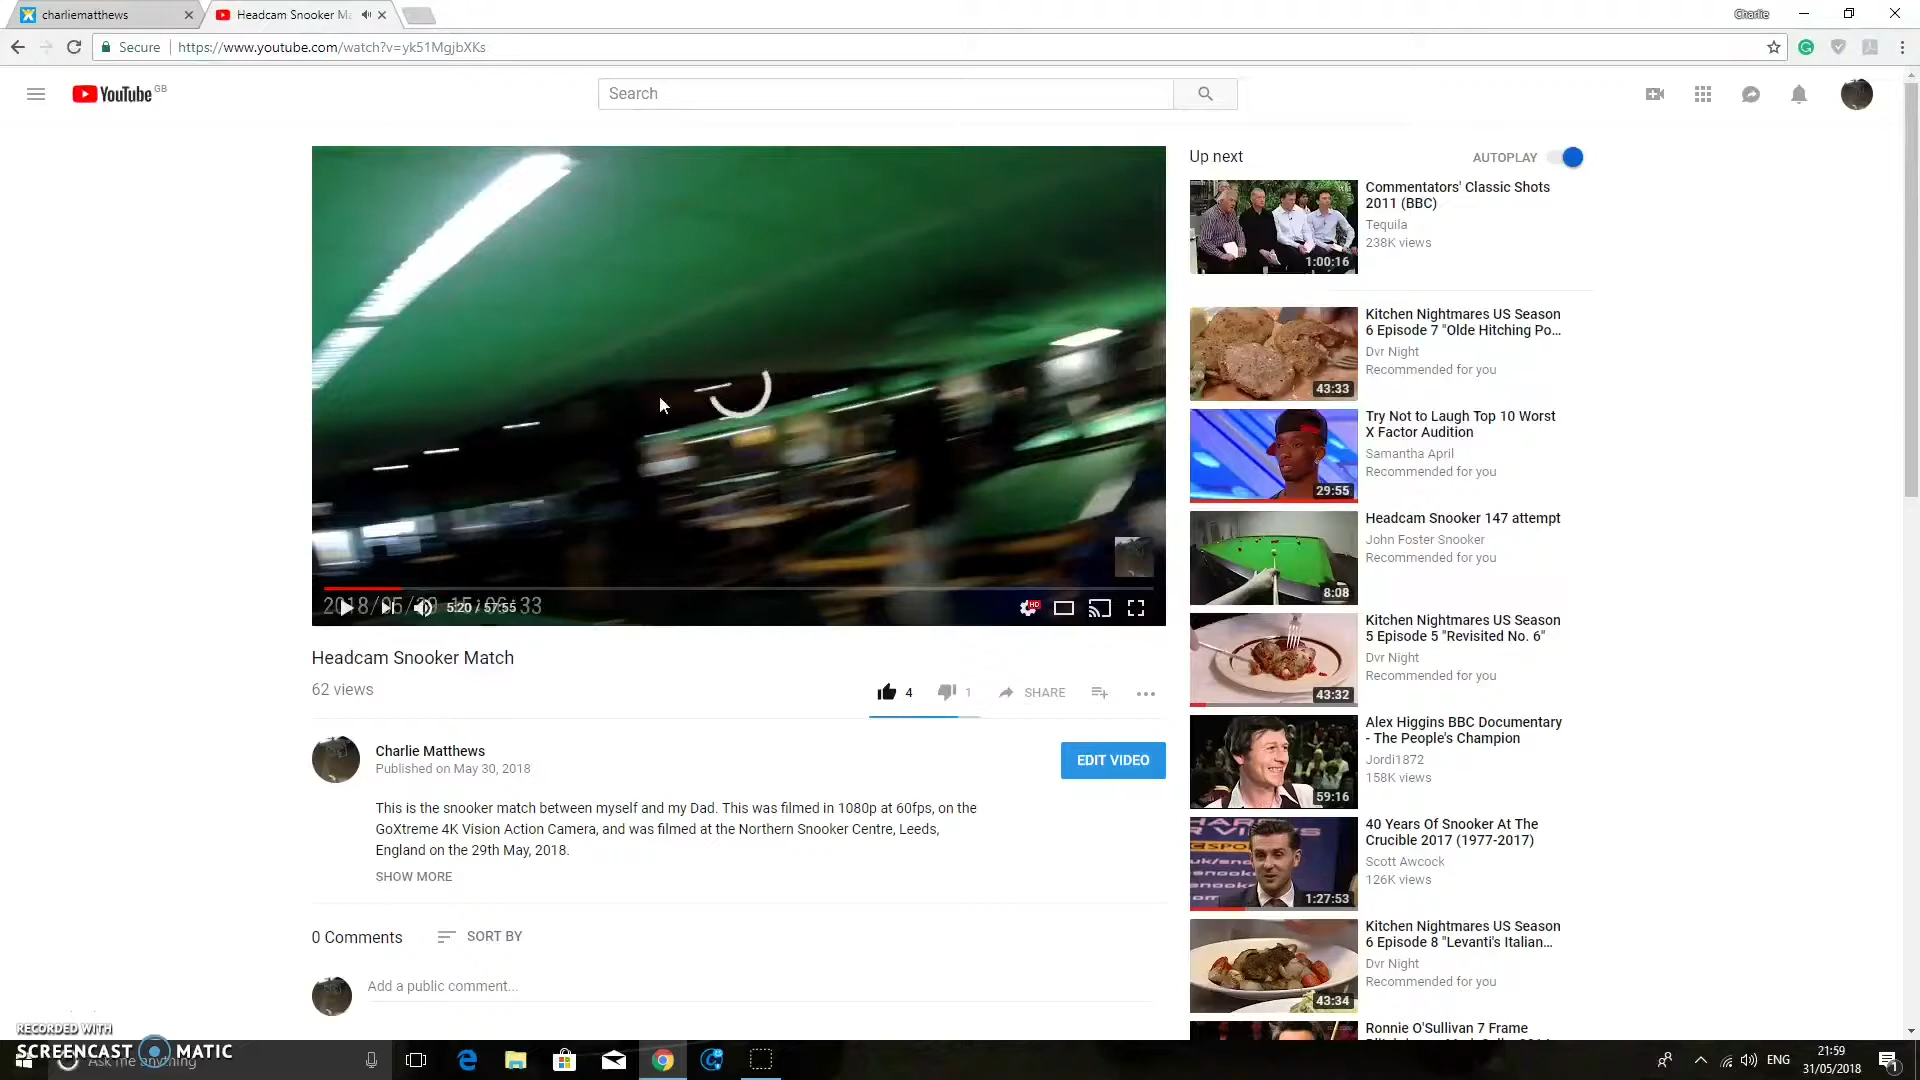 charliematthews
Headcam Snooker Ma
Charlie
Secure
https://www.youtube.com/watch?v=yk51MgjbXKs
YouTube GB
Search
2018/05/29 15:06:33
5:20 / 57:55
HD
Headcam Snooker Match
62 views
4
1
SHARE
Charlie Matthews
Published on May 30, 2018
EDIT VIDEO
This is the snooker match between myself and my Dad. This was filmed in 1080p at 60fps, on the
GoXtreme 4K Vision Action Camera, and was filmed at the Northern Snooker Centre, Leeds,
England on the 29th May, 2018.
SHOW MORE
0 Comments
SORT BY
Add a public comment...
Up next
AUTOPLAY
Commentators' Classic Shots
2011 (BBC)
Tequila
238K views
1:00:16
Kitchen Nightmares US Season
6 Episode 7 "Olde Hitching Po...
Dvr Night
Recommended for you
43:33
Try Not to Laugh Top 10 Worst
X Factor Audition
Samantha April
Recommended for you
29:55
Headcam Snooker 147 attempt
John Foster Snooker
Recommended for you
8:08
Kitchen Nightmares US Season
5 Episode 5 "Revisited No. 6"
Dvr Night
Recommended for you
43:32
Alex Higgins BBC Documentary
- The People's Champion
Jordi1872
158K views
59:16
40 Years Of Snooker At The
Crucible 2017 (1977-2017)
Scott Awcock
126K views
1:27:53
Kitchen Nightmares US Season
6 Episode 8 "Levanti's Italian...
Dvr Night
Recommended for you
43:34
Ronnie O'Sullivan 7 Frame
RECORDED WITH
SCREENCAST MATIC
Ask me anything
ENG
21:59
31/05/2018
1